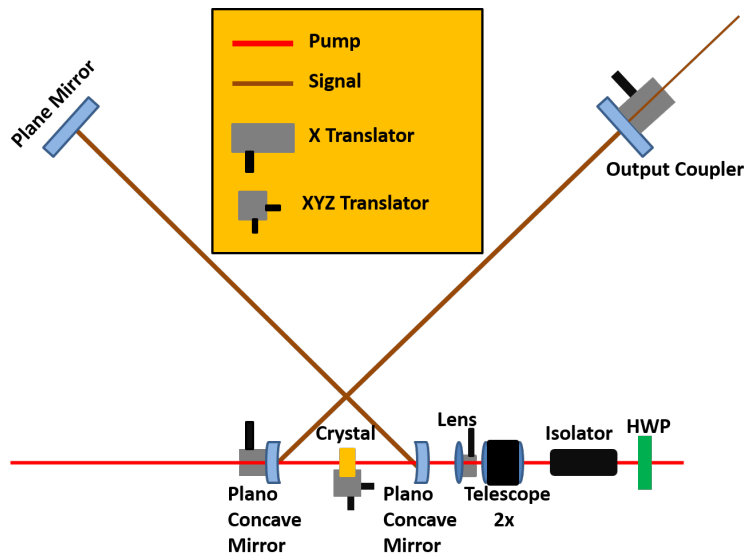 Pump
Signal
X Translator
XYZ Translator
Plane Mirror
Output Coupler
Crystal
Lens
Isolator
HWP
Plano
Concave
Mirror
Plano
Concave
Mirror
Telescope
2x